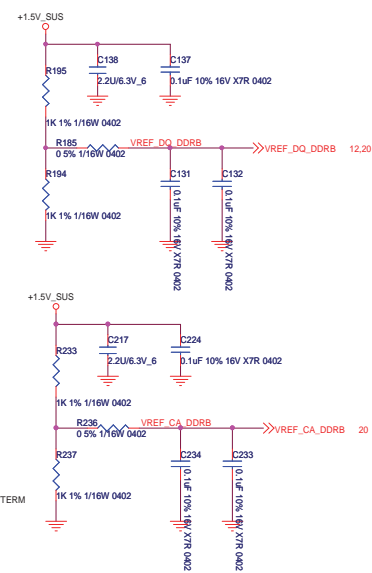 +1.5V_SUS
C138
C137
R195
2.2U/6.3V_6
0.1uF 10% 16V X7R 0402
1K 1% 1/16W 0402
R185
VREF_DQ_DDRB
VREF_DQ_DDRB 12,20
0 5% 1/16W 0402
R194
C131
C132
0.1uF 10% 16V X7R 0402
0.1uF 10% 16V X7R 0402
1K 1% 1/16W 0402
+1.5V_SUS
C217
C224
R233
2.2U/6.3V_6
0.1uF 10% 16V X7R 0402
1K 1% 1/16W 0402
R236
VREF_CA_DDRB
VREF_CA_DDRB 20
0 5% 1/16W 0402
R237
C234
C233
0.1uF 10% 16V X7R 0402
0.1uF 10% 16V X7R 0402
1K 1% 1/16W 0402
TERM